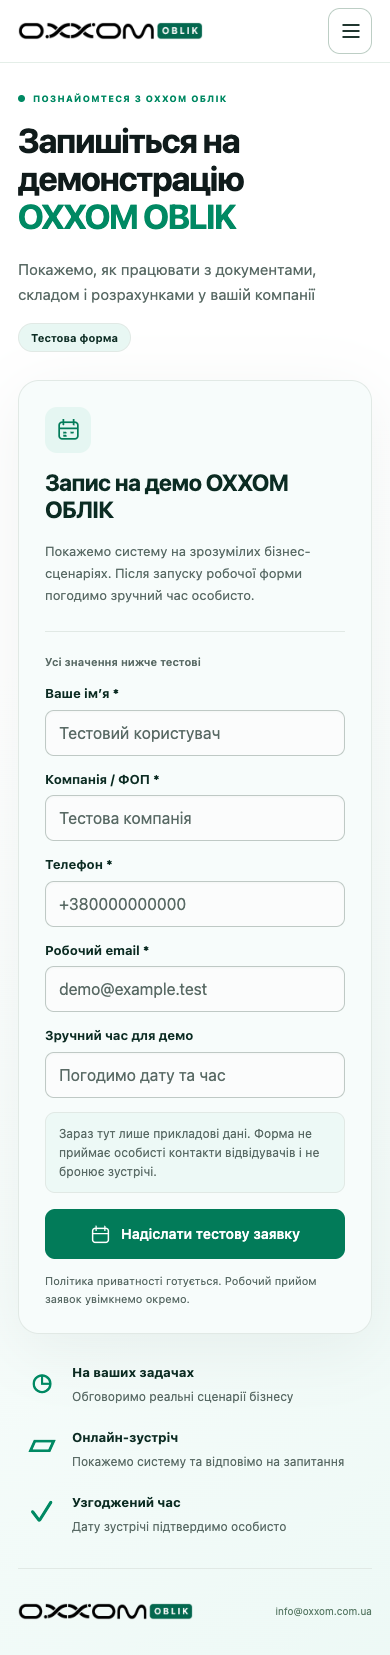 OXXOM OBLIK
ПОЗНАЙОМТЕСЯ З ОХХОМ ОБЛІК
Запишіться на
демонстрацію
OXXOM OBLIK
Покажемо, як працювати з документами,
складом і розрахунками у вашій компанії
Тестова форма
Запис на демо ОХХОМ
ОБЛІК
Покажемо систему на зрозумілих бізнес-
сценаріях. Після запуску робочої форми
погодимо зручний час особисто.
Усі значення нижче тестові
Ваше ім’я *
Тестовий користувач
Компанія / ФОП *
Тестова компанія
Телефон *
+380000000000
Робочий email *
demo@example.test
Зручний час для демо
Погодимо дату та час
Зараз тут лише прикладові дані. Форма не
приймає особисті контакти відвідувачів і не
бронює зустрічі.
Надіслати тестову заявку
Політика приватності готується. Робочий прийом
заявок увімкнемо окремо.
На ваших задачах
Обговоримо реальні сценарії бізнесу
Онлайн-зустріч
Покажемо систему та відповімо на запитання
Узгоджений час
Дату зустрічі підтвердимо особисто
OXXOM OBLIK
info@oxxom.com.ua